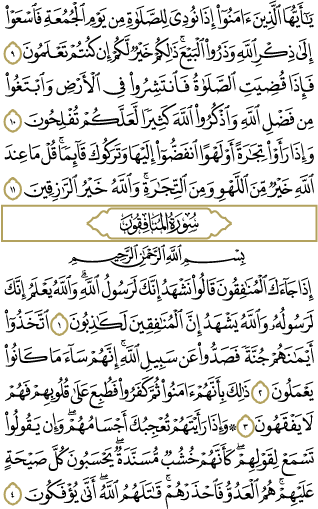 يَٰٓأَيُّهَا ٱلَّذِينَ ءَامَنُوٓا۟ إِذَا نُودِىَ لِلصَّلَوٰةِ مِن يَوْمِ ٱلْجُمُعَةِ فَٱسْعَوْا۟
إِلَىٰ ذِكْرِ ٱللَّهِ وَذَرُوا۟ ٱلْبَيْعَ ۚ ذَٰلِكُمْ خَيْرٌ لَّكُمْ إِن كُنتُمْ تَعْلَمُونَ ٩
فَإِذَا قُضِيَتِ ٱلصَّلَوٰةُ فَٱنتَشِرُوا۟ فِى ٱلْأَرْضِ وَٱبْتَغُوا۟
مِن فَضْلِ ٱللَّهِ وَٱذْكُرُوا۟ ٱللَّهَ كَثِيرًا لَّعَلَّكُمْ تُفْلِحُونَ ١٠
وَإِذَا رَأَوْا۟ تِجَٰرَةً أَوْ لَهْوًا ٱنفَضُّوٓا۟ إِلَيْهَا وَتَرَكُوكَ قَآئِمًا ۚ قُلْ مَا عِندَ
ٱللَّهِ خَيْرٌ مِّنَ ٱللَّهْوِ وَمِنَ ٱلتِّجَٰرَةِ ۚ وَٱللَّهُ خَيْرُ ٱلرَّٰزِقِينَ ١١
سُورَةُ المُنَافِقُونَ
بِسْمِ ٱللَّهِ ٱلرَّحْمَٰنِ ٱلرَّحِيمِ
إِذَا جَآءَكَ ٱلْمُنَٰفِقُونَ قَالُوا۟ نَشْهَدُ إِنَّكَ لَرَسُولُ ٱللَّهِ ۗ وَٱللَّهُ يَعْلَمُ إِنَّكَ
لَرَسُولُهُۥ وَٱللَّهُ يَشْهَدُ إِنَّ ٱلْمُنَٰفِقِينَ لَكَٰذِبُونَ ١ ٱتَّخَذُوٓا۟
أَيْمَٰنَهُمْ جُنَّةً فَصَدُّوا۟ عَن سَبِيلِ ٱللَّهِ ۚ إِنَّهُمْ سَآءَ مَا كَانُوا۟
يَعْمَلُونَ ٢ ذَٰلِكَ بِأَنَّهُمْ ءَامَنُوا۟ ثُمَّ كَفَرُوا۟ فَطُبِعَ عَلَىٰ قُلُوبِهِمْ فَهُمْ
لَا يَفْقَهُونَ ٣ ۞ وَإِذَا رَأَيْتَهُمْ تُعْجِبُكَ أَجْسَامُهُمْ ۖ وَإِن يَقُولُوا۟
تَسْمَعْ لِقَوْلِهِمْ ۖ كَأَنَّهُمْ خُشُبٌ مُّسَنَّدَةٌ ۖ يَحْسَبُونَ كُلَّ صَيْحَةٍ
عَلَيْهِمْ ۚ هُمُ ٱلْعَدُوُّ فَٱحْذَرْهُمْ ۚ قَٰتَلَهُمُ ٱللَّهُ ۖ أَنَّىٰ يُؤْفَكُونَ ٤